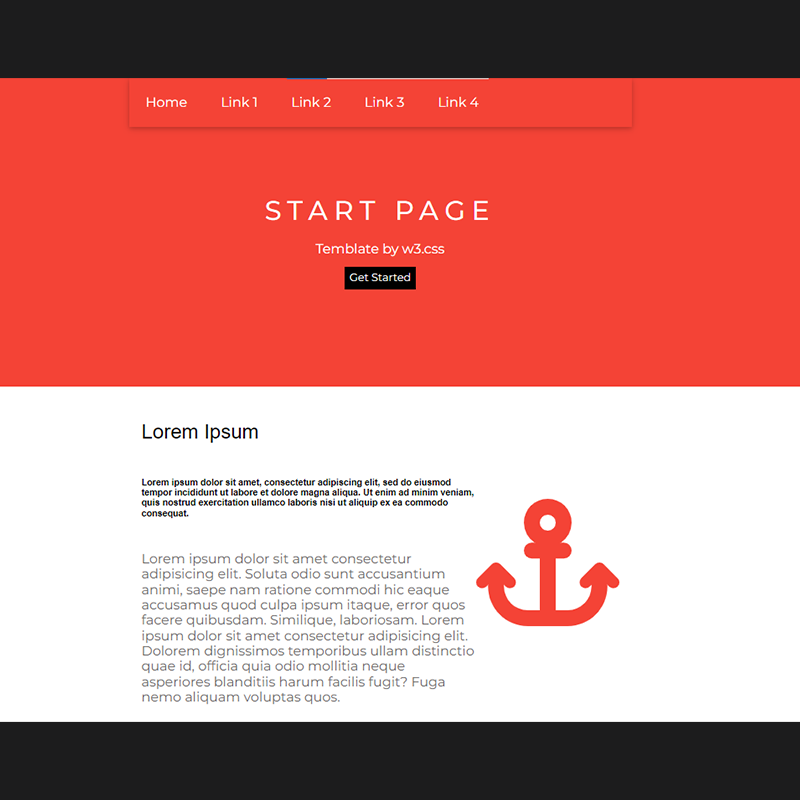 Home Link 1 Link 2 Link 3 Link 4
START PAGE
Temblate by w3.css
Get Started
Lorem Ipsum
Lorem ipsum dolor sit amet, consectetur adipiscing elit, sed do eiusmod
tempor incididunt ut labore et dolore magna aliqua. Ut enim ad minim veniam,
quis nostrud exercitation ullamco laboris nisi ut aliquip ex ea commodo
consequat.
Lorem ipsum dolor sit amet consectetur
adipisicing elit. Soluta odio sunt accusantium
animi, saepe nam ratione commodi hic eaque
accusamus quod culpa ipsum itaque, error quos
facere quibusdam. Similique, laboriosam. Lorem
ipsum dolor sit amet consectetur adipisicing elit.
Dolorem dignissimos temporibus ullam distinctio
quae id, officia quia odio mollitia neque
asperiores blanditiis harum facilis fugit? Fuga
nemo aliquam voluptas quos.